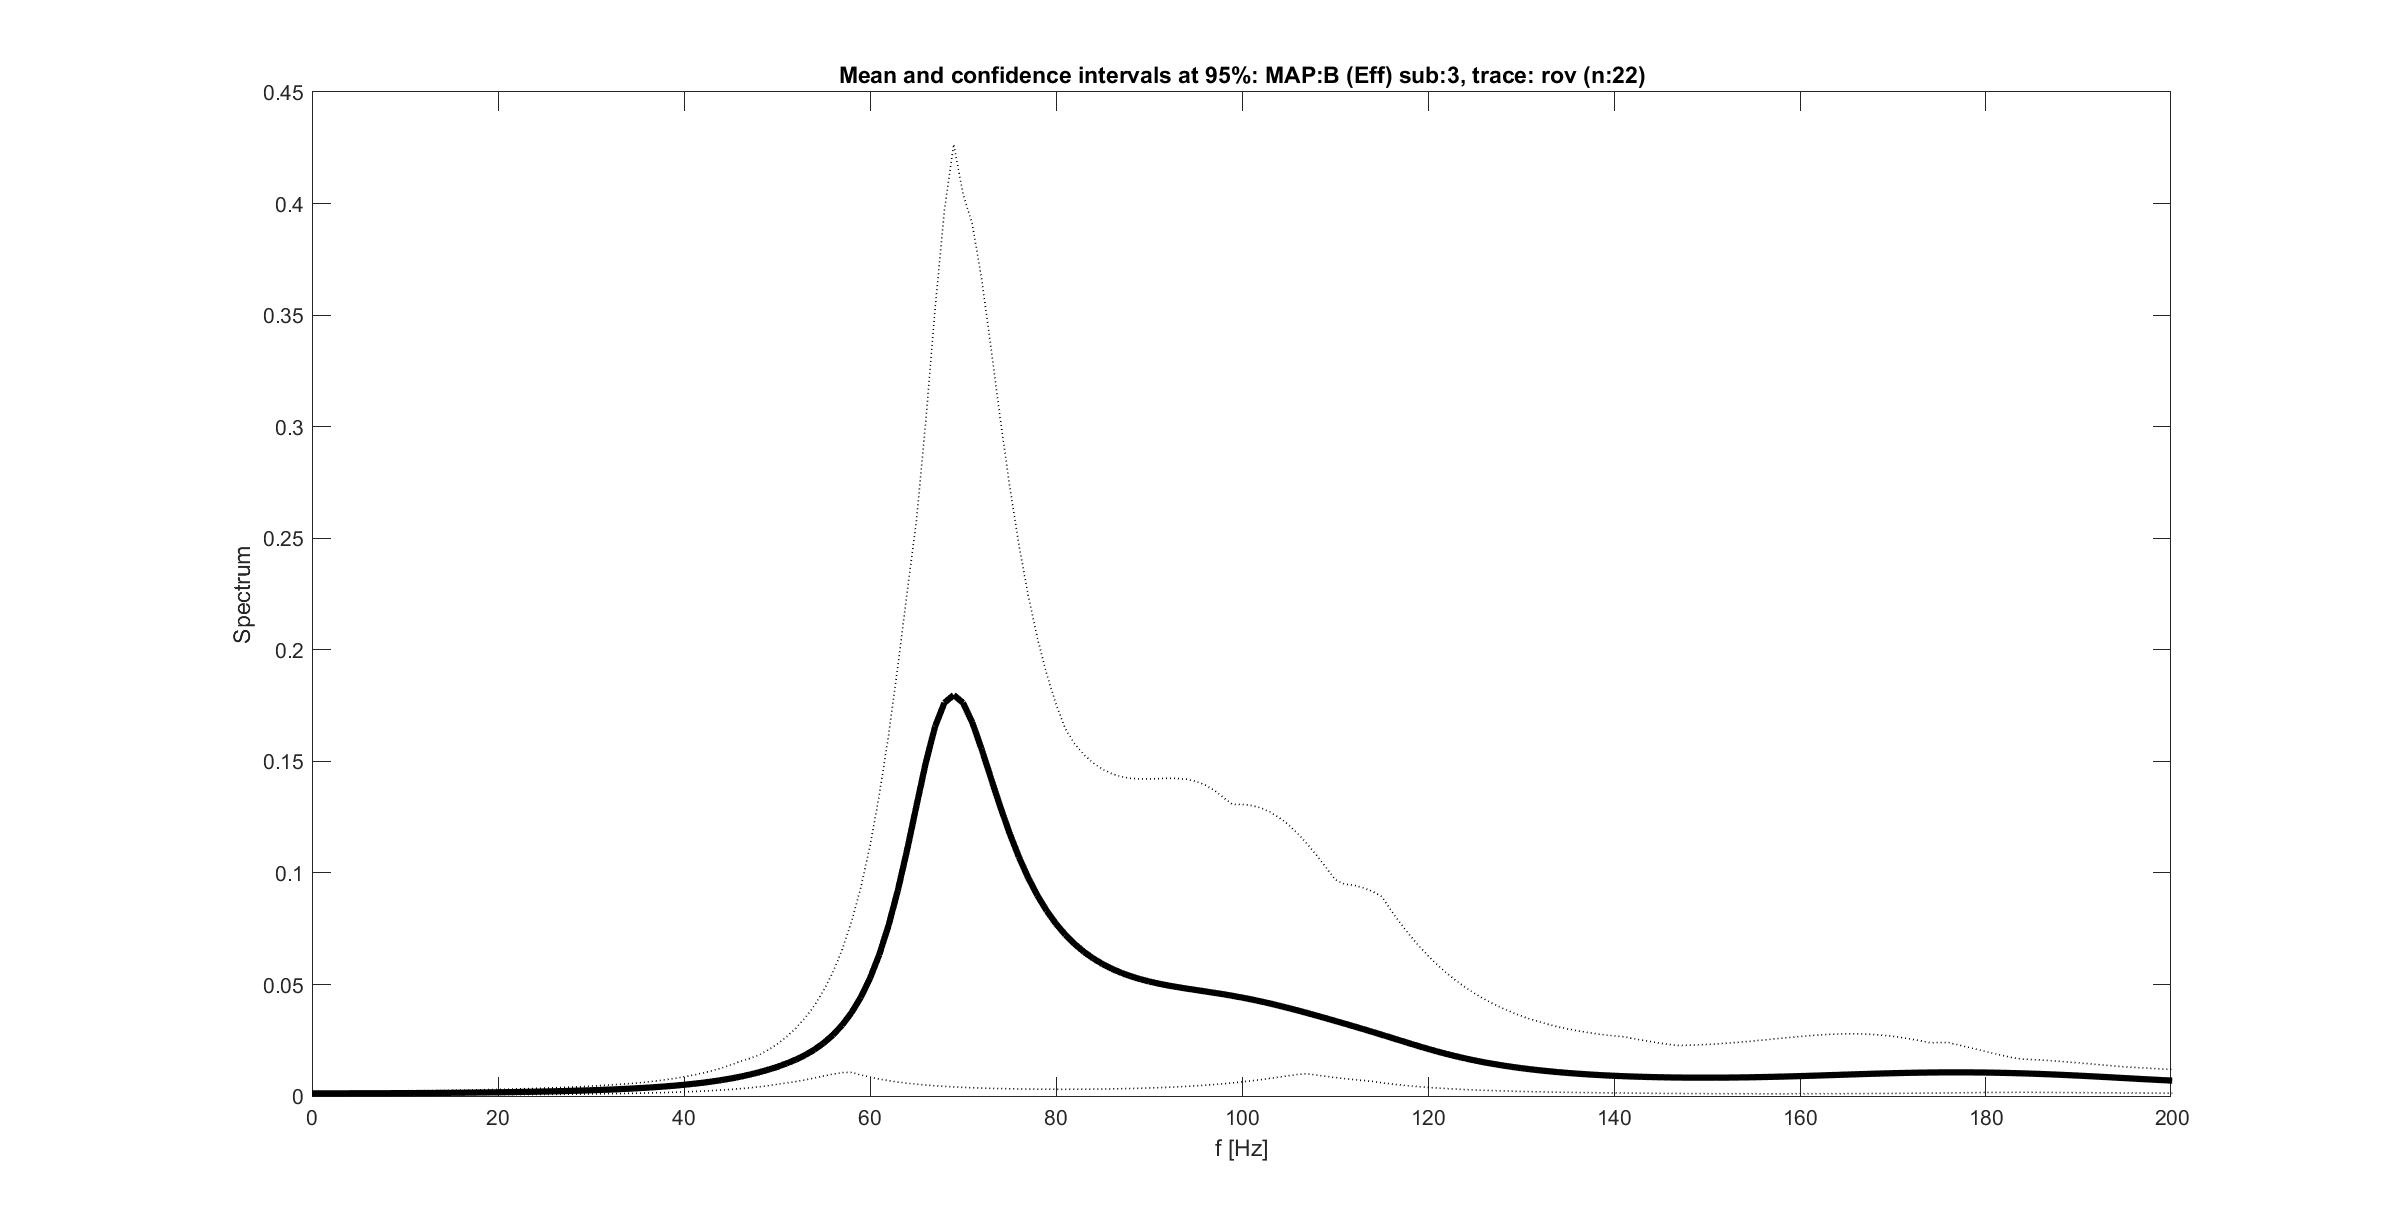 Mean and confidence intervals at 95%: MAP:B (Eff) sub:3, trace: rov (n:22)
0.45
0.4
0.35
0.3
0.25
0.2
0.15
0.1
0.05
0
Spectrum
0 20 40 60 80 100 120 140 160 180 200
f [Hz]